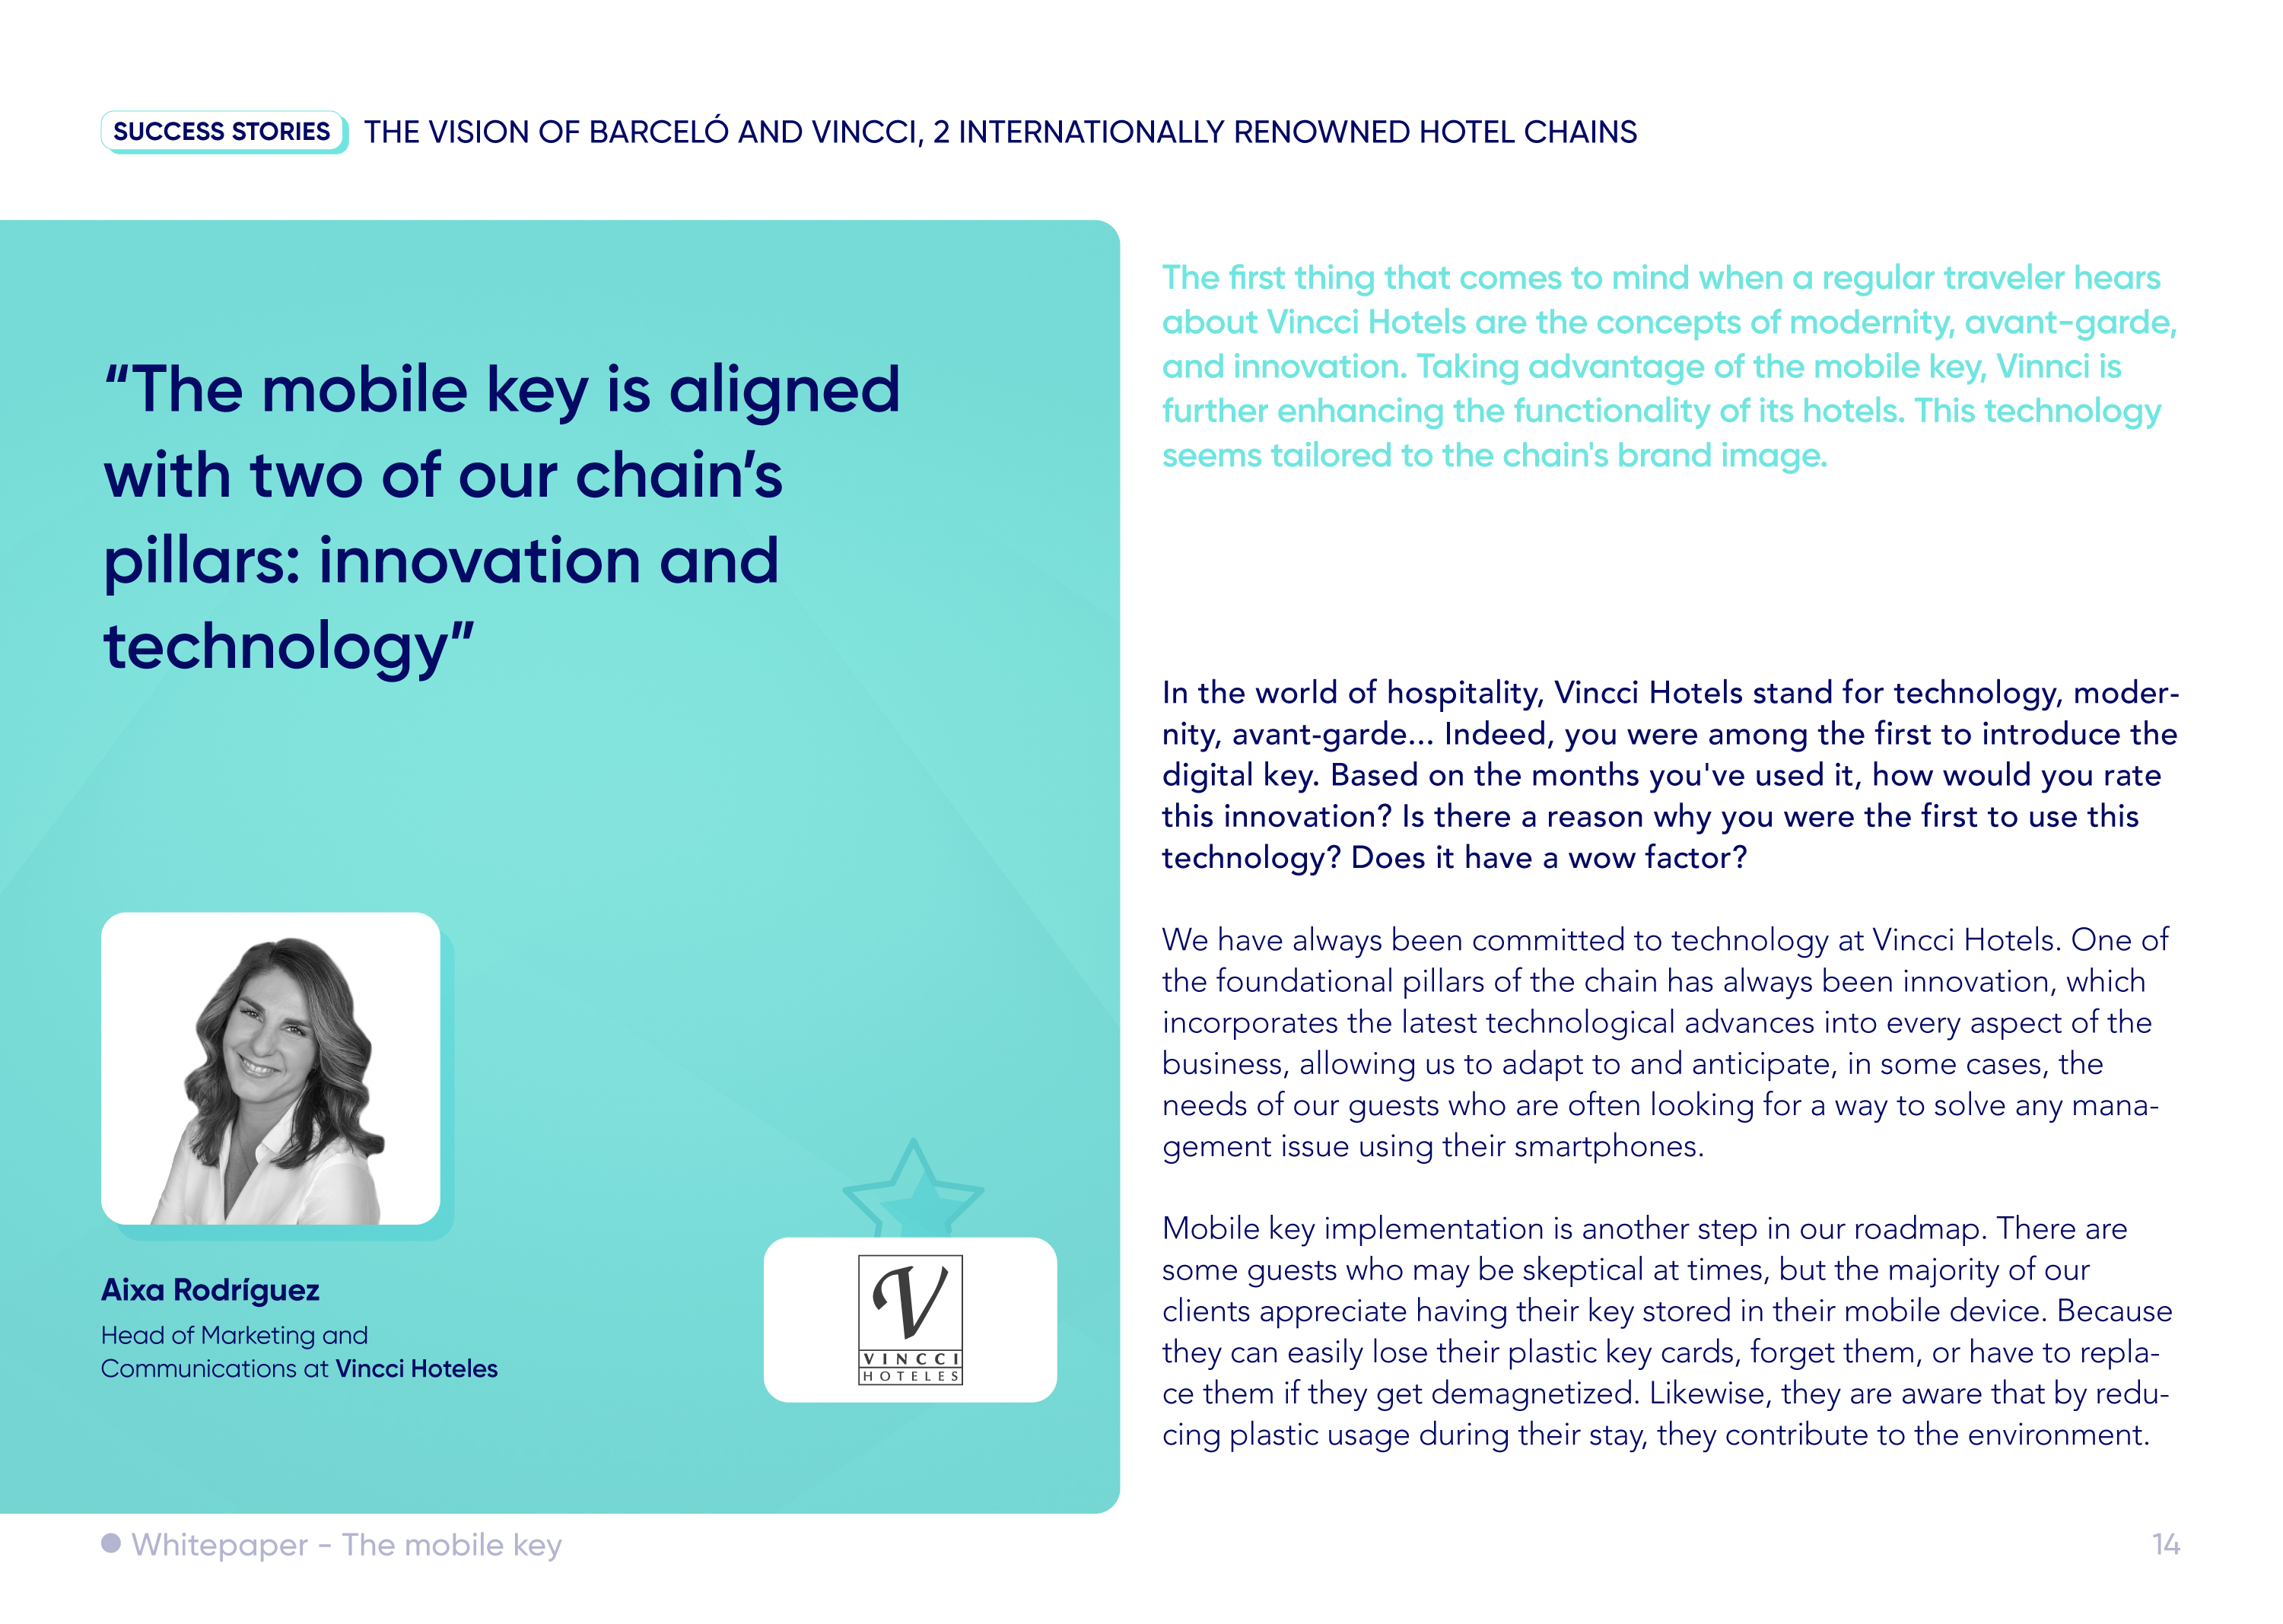 SUCCESS STORIES THE VISION OF BARCELÓ AND VINCCI, 2 INTERNATIONALLY RENOWNED HOTEL CHAINS
“The mobile key is aligned
with two of our chain’s
pillars: innovation and
technology”
Aixa Rodríguez
Head of Marketing and
Communications at Vincci Hoteles
V
VINCCI
HOTELES
The first thing that comes to mind when a regular traveler hears
about Vincci Hotels are the concepts of modernity, avant-garde,
and innovation. Taking advantage of the mobile key, Vinnci is
further enhancing the functionality of its hotels. This technology
seems tailored to the chain's brand image.
In the world of hospitality, Vincci Hotels stand for technology, moder-
nity, avant-garde... Indeed, you were among the first to introduce the
digital key. Based on the months you've used it, how would you rate
this innovation? Is there a reason why you were the first to use this
technology? Does it have a wow factor?
We have always been committed to technology at Vincci Hotels. One of
the foundational pillars of the chain has always been innovation, which
incorporates the latest technological advances into every aspect of the
business, allowing us to adapt to and anticipate, in some cases, the
needs of our guests who are often looking for a way to solve any mana-
gement issue using their smartphones.
Mobile key implementation is another step in our roadmap. There are
some guests who may be skeptical at times, but the majority of our
clients appreciate having their key stored in their mobile device. Because
they can easily lose their plastic key cards, forget them, or have to repla-
ce them if they get demagnetized. Likewise, they are aware that by redu-
cing plastic usage during their stay, they contribute to the environment.
Whitepaper - The mobile key
14